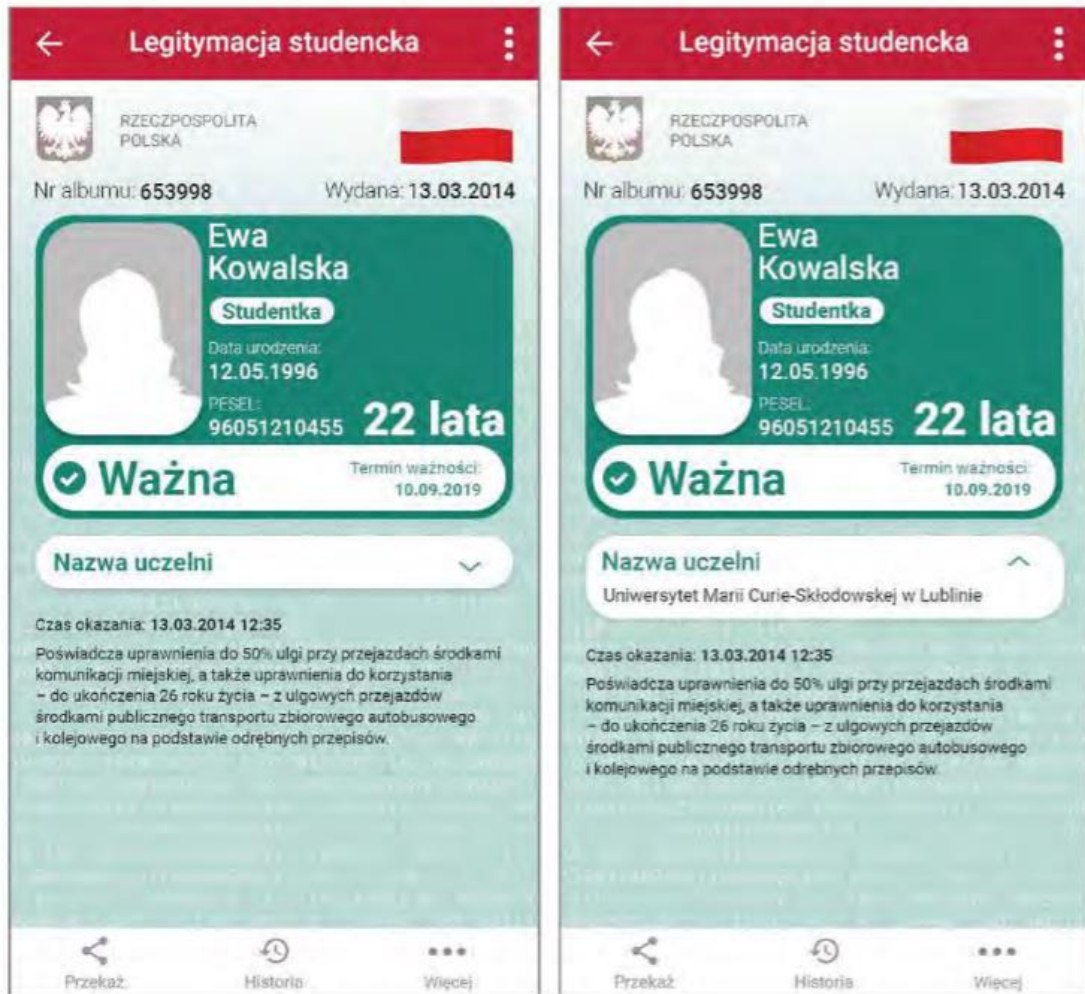 Legitymacja studencka
RZECZPOSPOLITA
POLSKA
Nr albumu: 653998 Wydana: 13.03.2014
Ewa
Kowalska
Studentka
Data urodzenia:
12.05.1996
PESEL:
96051210455 22 lata
Ważna
Termin ważności:
10.09.2019
Nazwa uczelni
Czas okazania: 13.03.2014 12:35
Poświadcza uprawnienia do 50% ulgi przy przejazdach środkami
komunikacji miejskiej, a także uprawnienia do korzystania
– do ukończenia 26 roku życia – z ulgowych przejazdów
środkami publicznego transportu zbiorowego autobusowego
i kolejowego na podstawie odrębnych przepisów.
Przekaż Historia Więcej
Legitymacja studencka
RZECZPOSPOLITA
POLSKA
Nr albumu: 653998 Wydana: 13.03.2014
Ewa
Kowalska
Studentka
Data urodzenia:
12.05.1996
PESEL:
96051210455 22 lata
Ważna
Termin ważności:
10.09.2019
Nazwa uczelni
Uniwersytet Marii Curie-Skłodowskej w Lublinie
Czas okazania: 13.03.2014 12:35
Poświadcza uprawnienia do 50% ulgi przy przejazdach środkami
komunikacji miejskiej, a także uprawnienia do korzystania
– do ukończenia 26 roku życia – z ulgowych przejazdów
środkami publicznego transportu zbiorowego autobusowego
i kolejowego na podstawie odrębnych przepisów.
Przekaż Historia Więcej